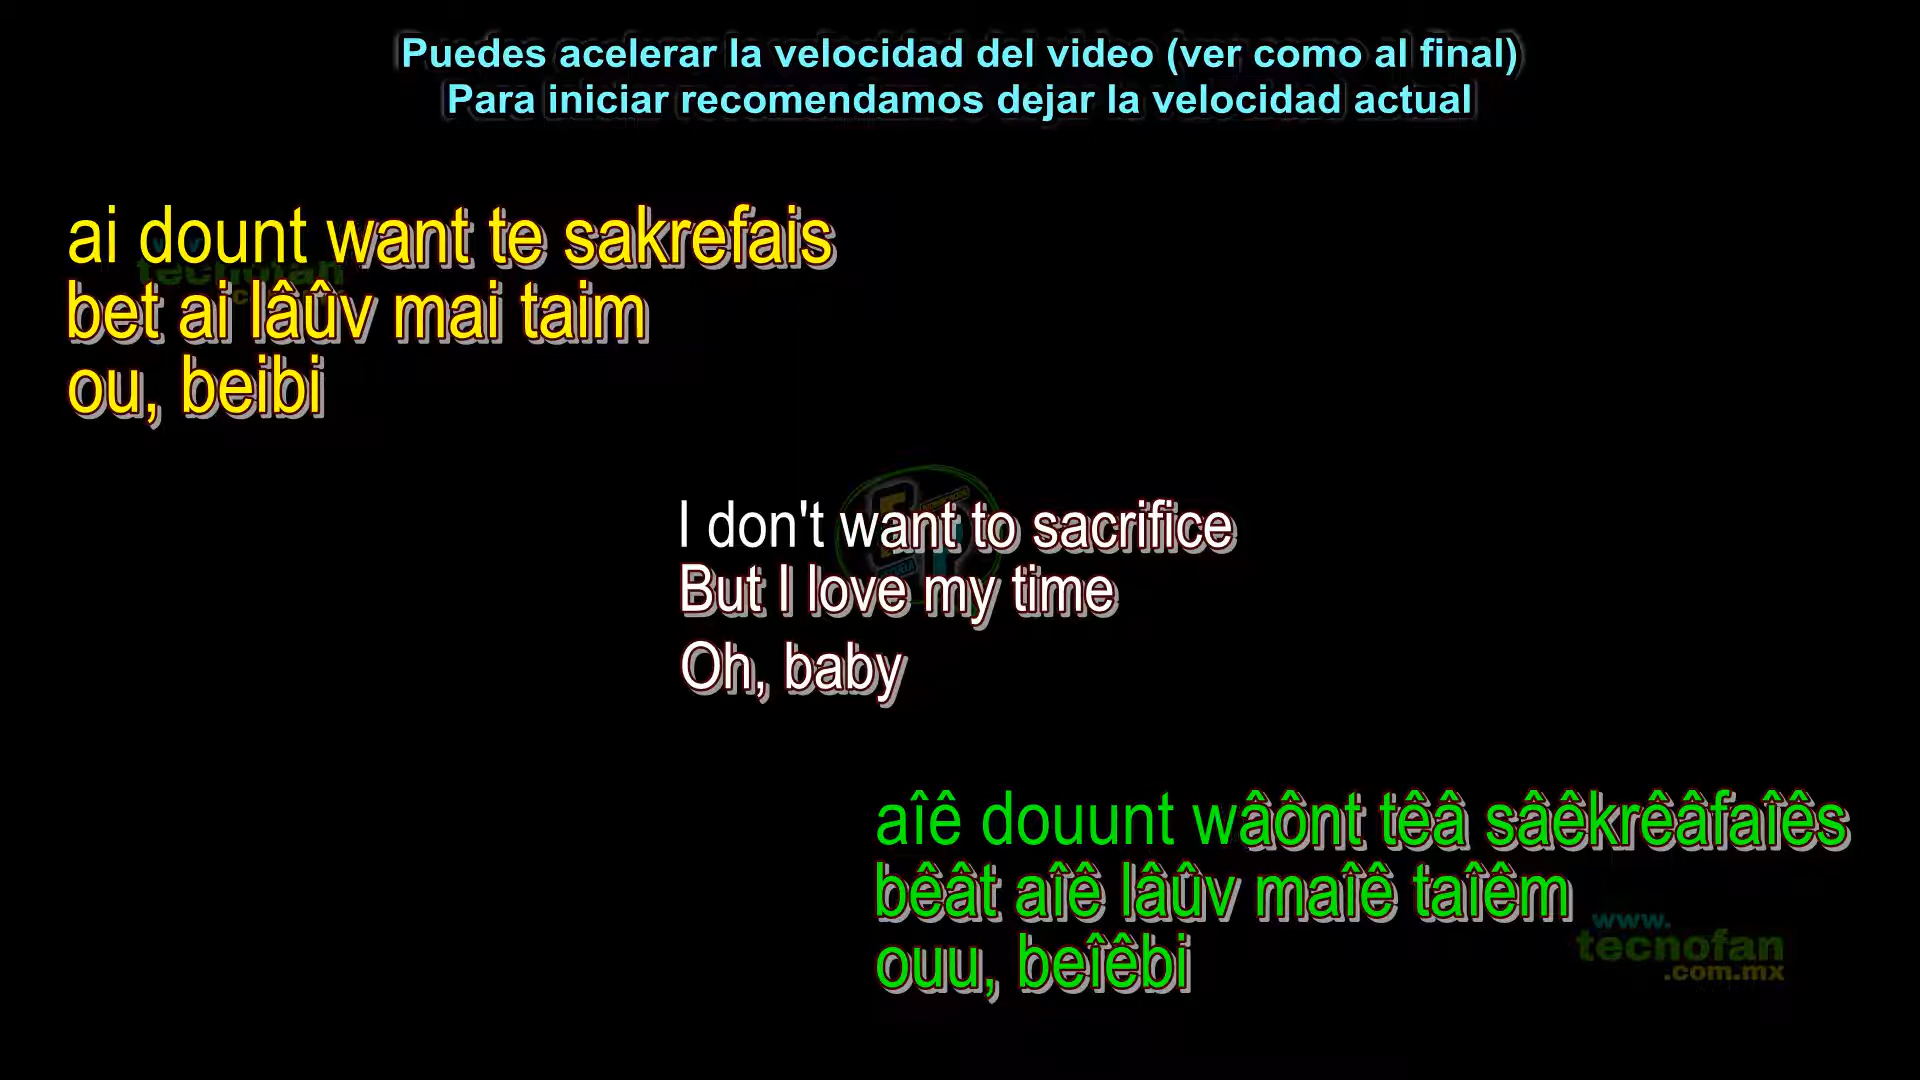 Puedes acelerar la velocidad del video (ver como al final)
Para iniciar recomendamos dejar la velocidad actual
ai dount want te sakrefais
bet ai lâûv mai taim
ou, beibi
I don't want to sacrifice
But I love my time
Oh, baby
aîê douunt wâônt têâ sâêkrêâfaîês
bêât aîê lâûv maîê taîêm
ouu, beîêbi
www.
tecnofan
.com.mx